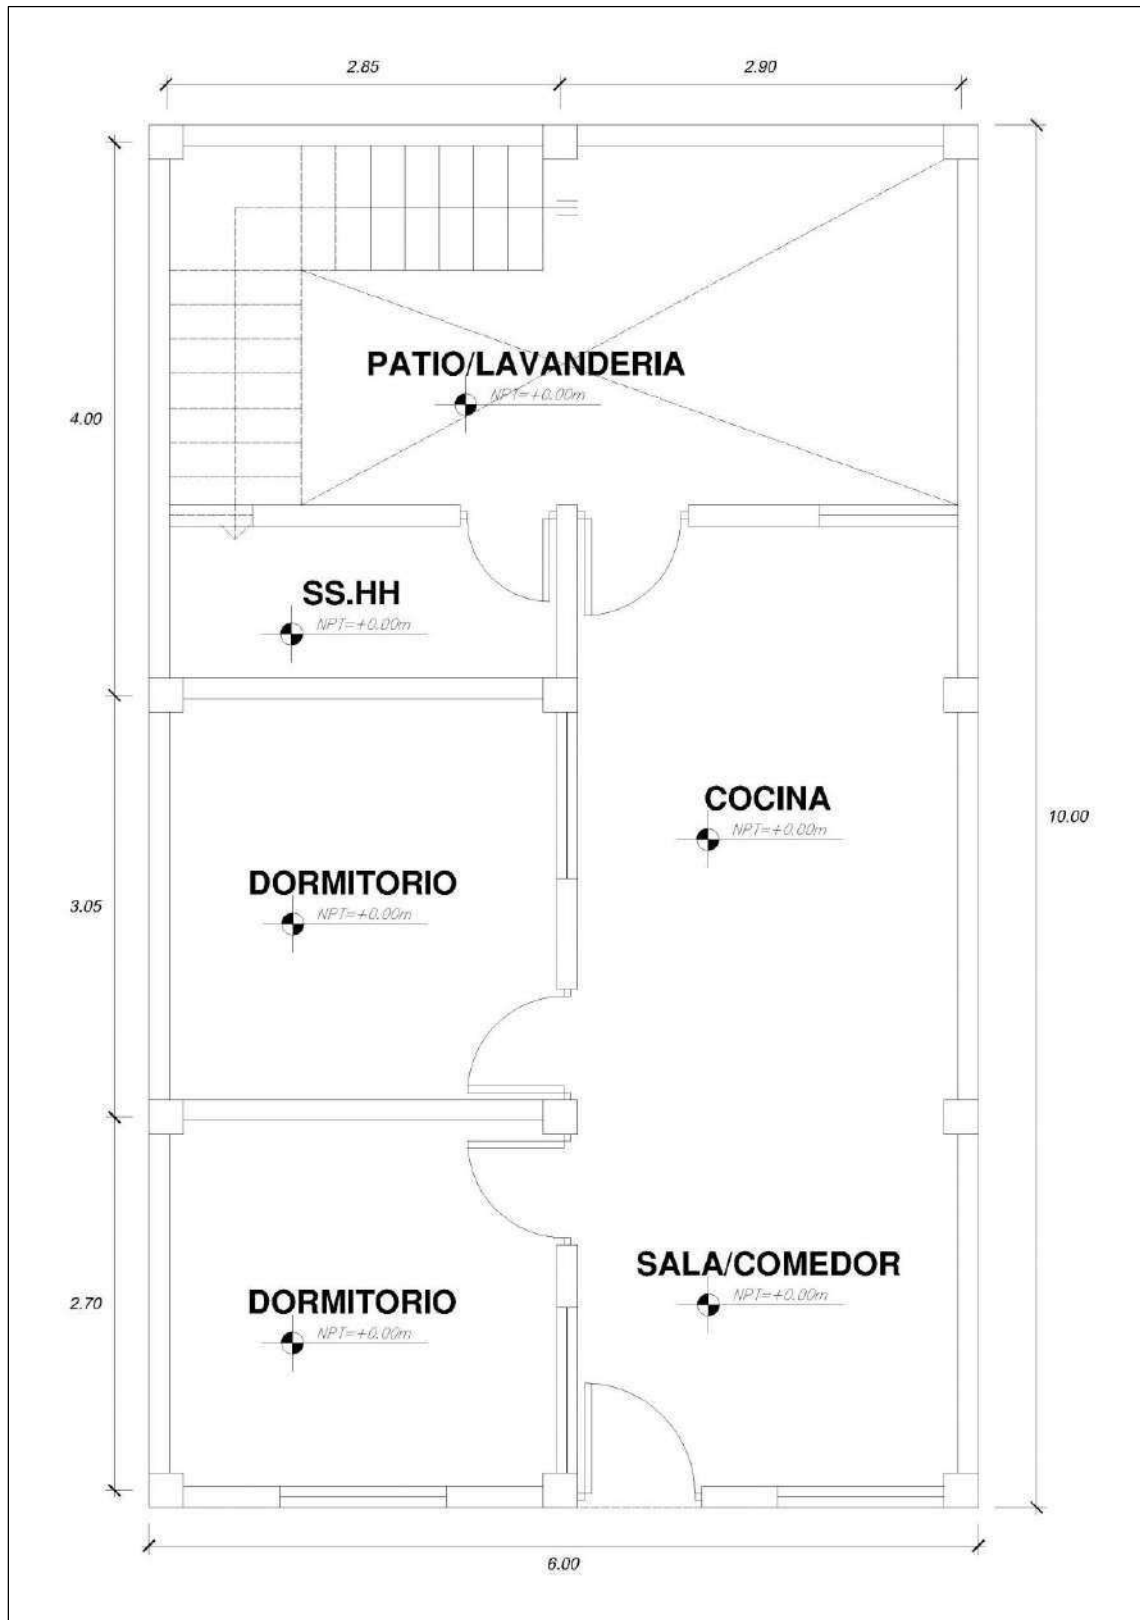 2.85
2.90
PATIO/LAVANDERIA
NPT=+0.00m
4.00
SS.HH
NPT=+0.00m
COCINA
NPT=+0.00m
10.00
DORMITORIO
NPT=+0.00m
3.05
SALA/COMEDOR
NPT=+0.00m
DORMITORIO
NPT=+0.00m
2.70
6.00